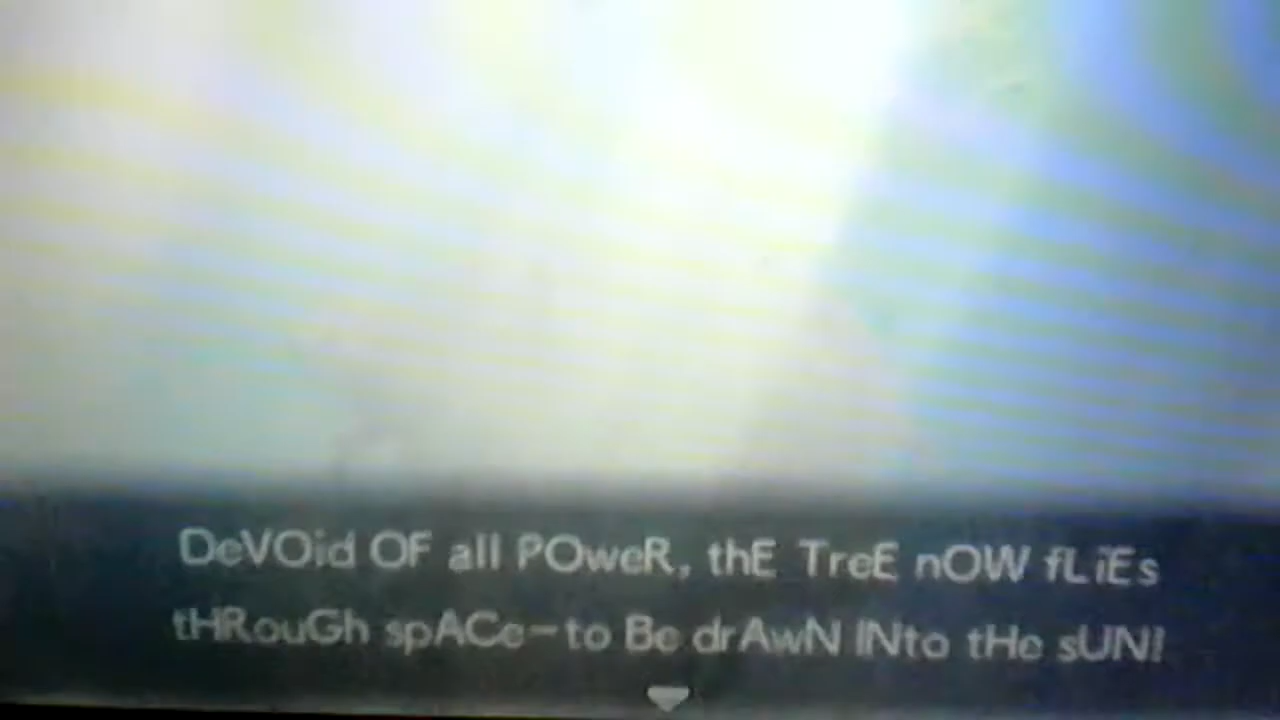 DeVOid OF all POweR, thE TreE nOW fLiEs
tHRouGh spACe–to Be drAwN INto tHe sUN!